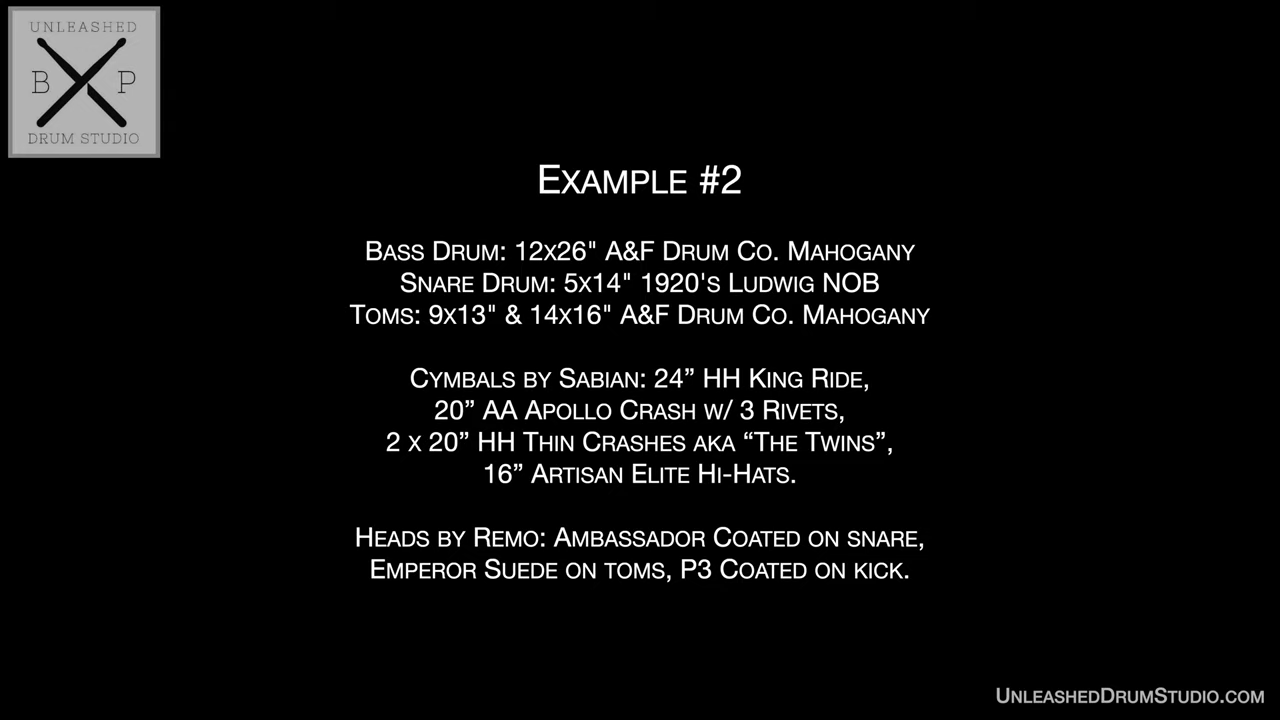 UNLEASHED
B P
DRUM STUDIO
EXAMPLE #2
BASS DRUM: 12X26" A&F DRUM CO. MAHOGANY
SNARE DRUM: 5X14" 1920'S LUDWIG NOB
TOMS: 9X13" & 14X16" A&F DRUM CO. MAHOGANY
CYMBALS BY SABIAN: 24” HH KING RIDE,
20” AA APOLLO CRASH W/ 3 RIVETS,
2 X 20” HH THIN CRASHES AKA “THE TWINS”,
16” ARTISAN ELITE HI-HATS.
HEADS BY REMO: AMBASSADOR COATED ON SNARE,
EMPEROR SUEDE ON TOMS, P3 COATED ON KICK.
UNLEASHEDDRUMSTUDIO.COM